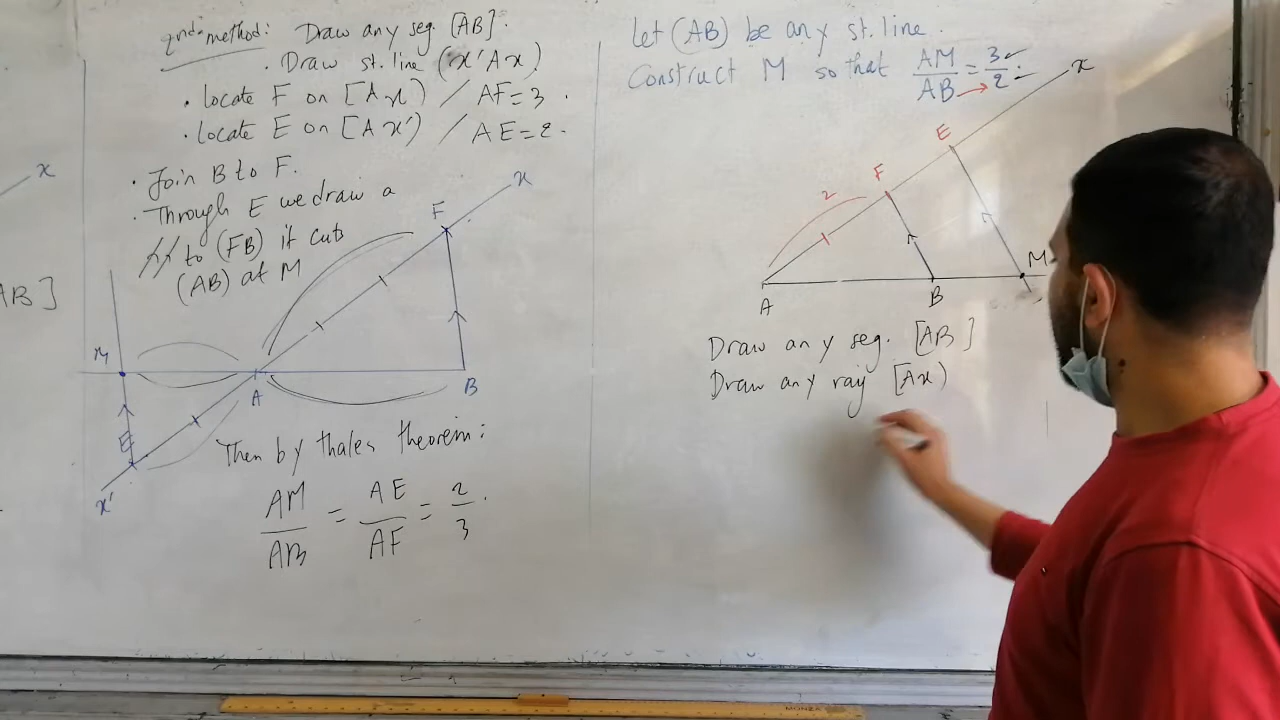 2nd method: Draw any seg. [AB].
. Draw st. line (x'Ax)
. Locate F on [Ax) / AF=3.
. Locate E on [Ax') / AE=2.
. Join B to F.
. Through E we draw a
// to (FB) it cuts
(AB) at M
x
AB]
x
F
M
A
B
E
x'
Then by thales theorem:
AM/AB = AE/AF = 2/3.
Let (AB) be any st. line.
Construct M so that AM/AB = 3/2.
x
E
F
2
M
A
B
Draw any seg. [AB]
Draw any ray [Ax)